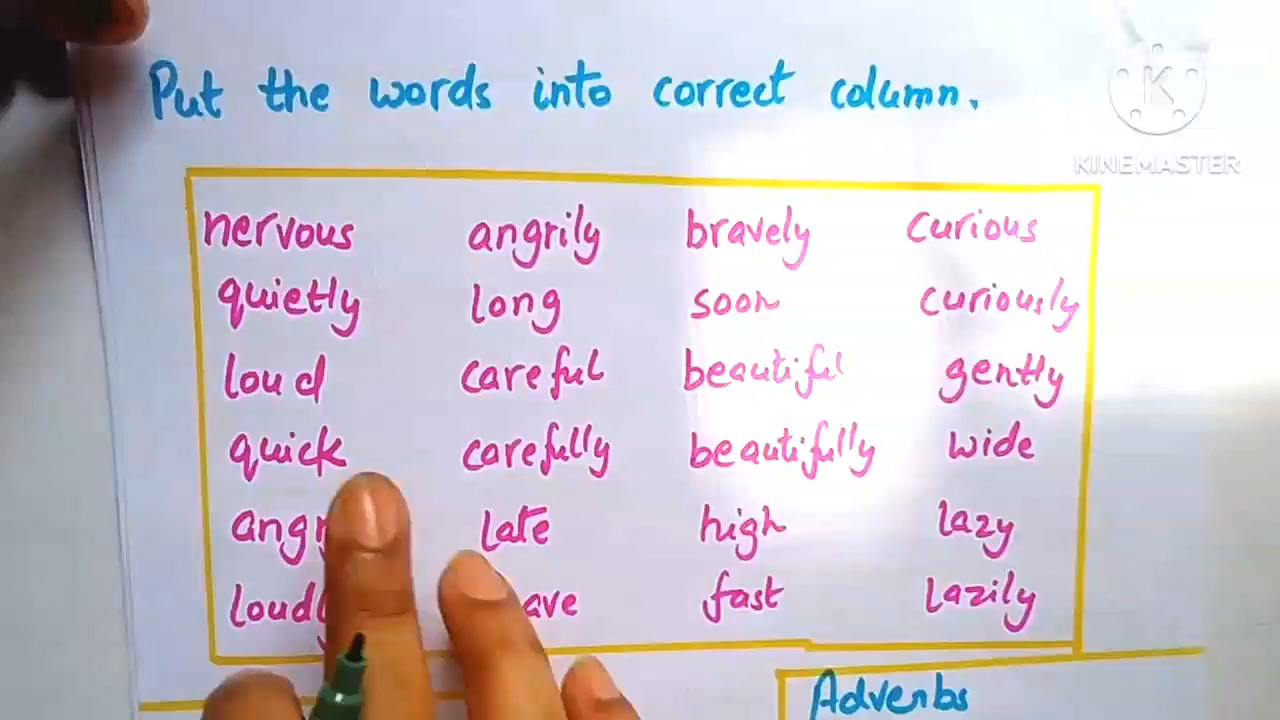 Put the words into correct column.
KINEMASTER
nervous angrily bravely curious
quietly long soon curiously
loud careful beautiful gently
quick carefully beautifully wide
late high lazy
fast lazily
Adverbs